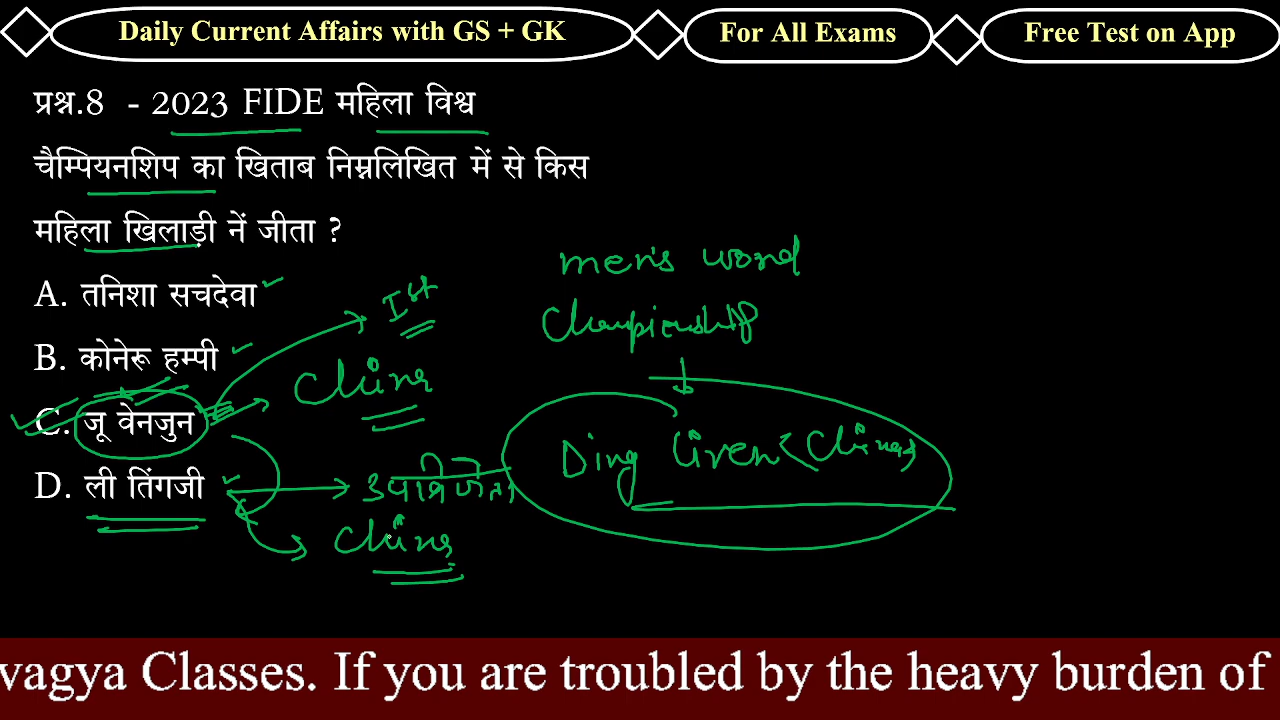 Daily Current Affairs with GS + GK
For All Exams
Free Test on App
प्रश्न.8 - 2023 FIDE महिला विश्व
चैम्पियनशिप का खिताब निम्नलिखित में से किस
महिला खिलाड़ी नें जीता ?
A. तनिशा सचदेवा
B. कोनेरू हम्पी
C. जू वेनजुन
D. ली तिंगजी
Ist
China
उपविजेता
China
men's word
Championship
Ding Liren (China)
vagya Classes. If you are troubled by the heavy burden of